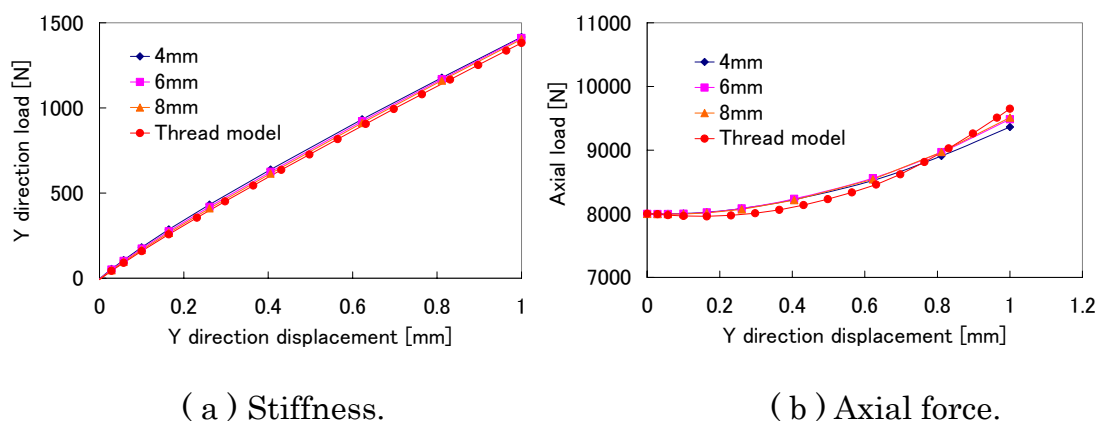 1500
1000
500
0
Y direction load [N]
4mm
6mm
8mm
Thread model
0 0.2 0.4 0.6 0.8 1
Y direction displacement [mm]
( a ) Stiffness.
10000
9000
8000
7000
Axial load [N]
4mm
6mm
8mm
Thread model
0 0.2 0.4 0.6 0.8 1 1.2
Y direction displacement [mm]
( b ) Axial force.